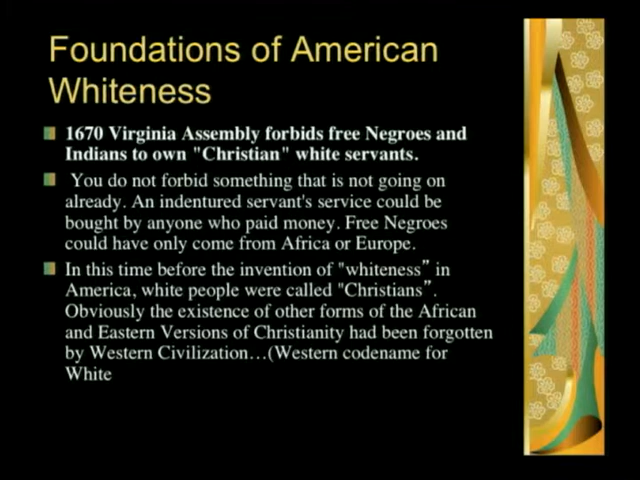 Foundations of American
Whiteness
1670 Virginia Assembly forbids free Negroes and
Indians to own "Christian" white servants.
You do not forbid something that is not going on
already. An indentured servant's service could be
bought by anyone who paid money. Free Negroes
could have only come from Africa or Europe.
In this time before the invention of "whiteness” in
America, white people were called "Christians”.
Obviously the existence of other forms of the African
and Eastern Versions of Christianity had been forgotten
by Western Civilization…(Western codename for
White